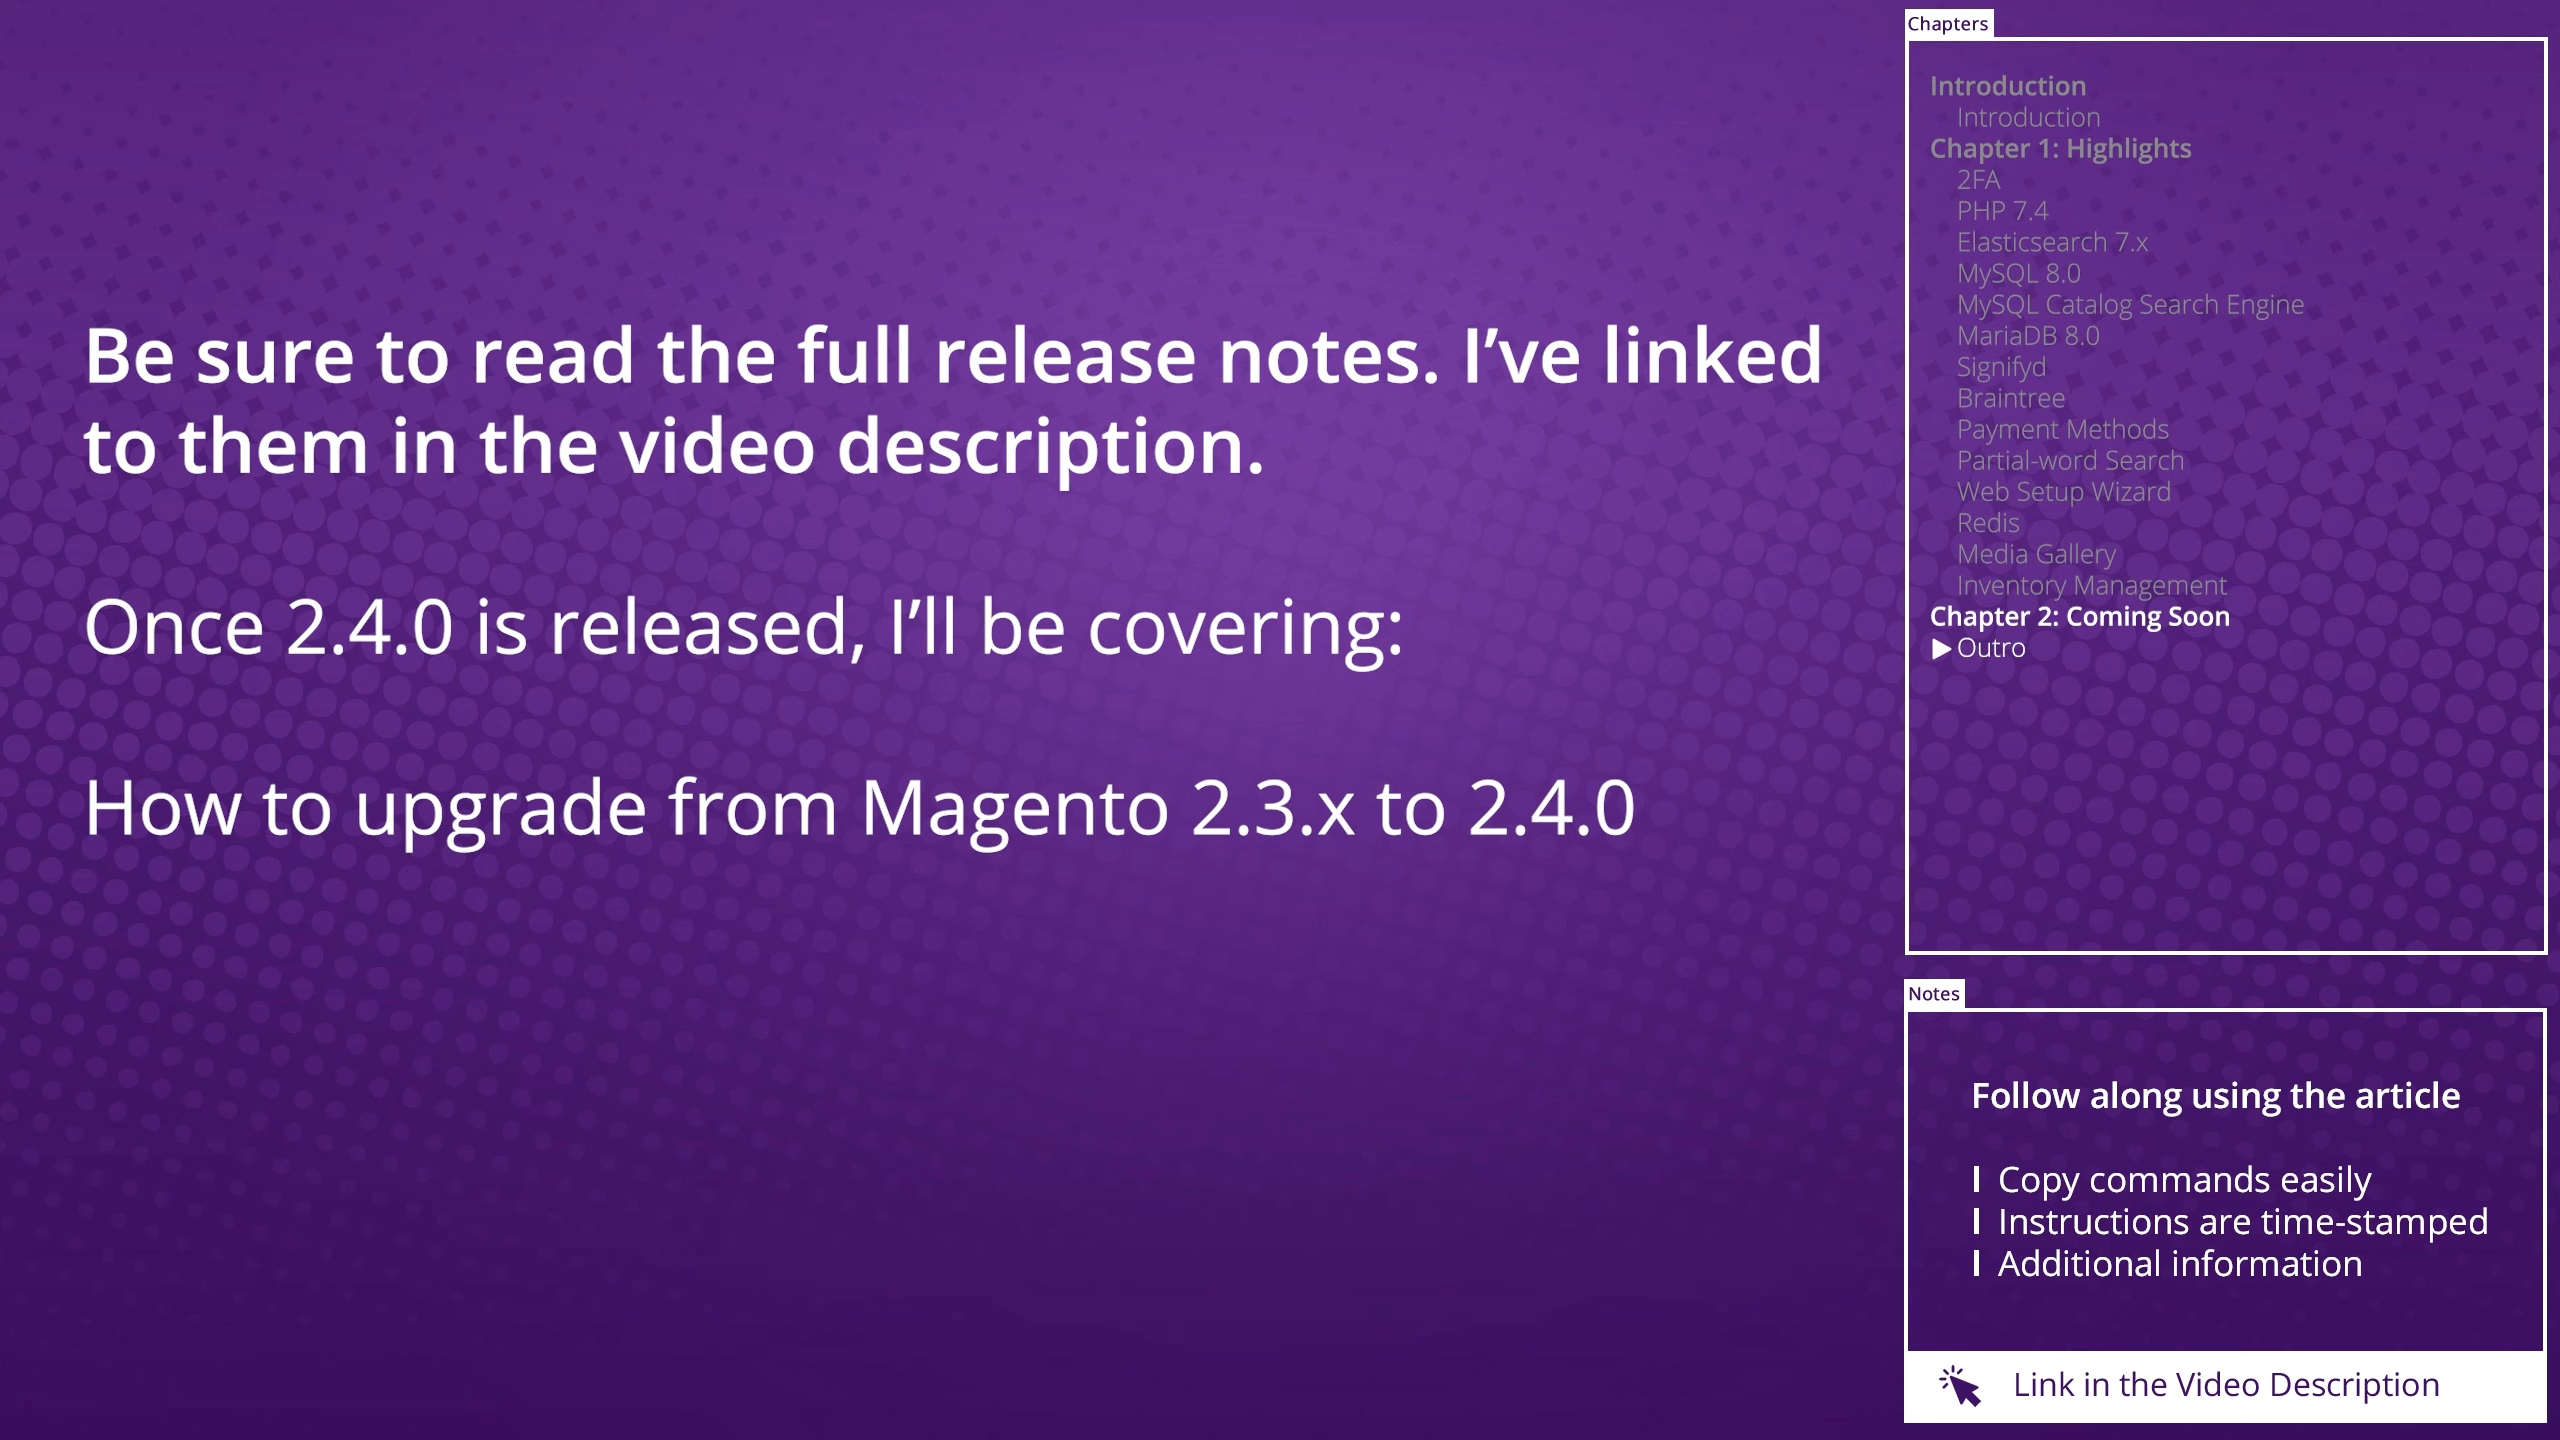 Be sure to read the full release notes. I’ve linked
to them in the video description.
Once 2.4.0 is released, I’ll be covering:
How to upgrade from Magento 2.3.x to 2.4.0
Chapters
Introduction
Introduction
Chapter 1: Highlights
2FA
PHP 7.4
Elasticsearch 7.x
MySQL 8.0
MySQL Catalog Search Engine
MariaDB 8.0
Signifyd
Braintree
Payment Methods
Partial-word Search
Web Setup Wizard
Redis
Media Gallery
Inventory Management
Chapter 2: Coming Soon
Outro
Notes
Follow along using the article
Copy commands easily
Instructions are time-stamped
Additional information
Link in the Video Description